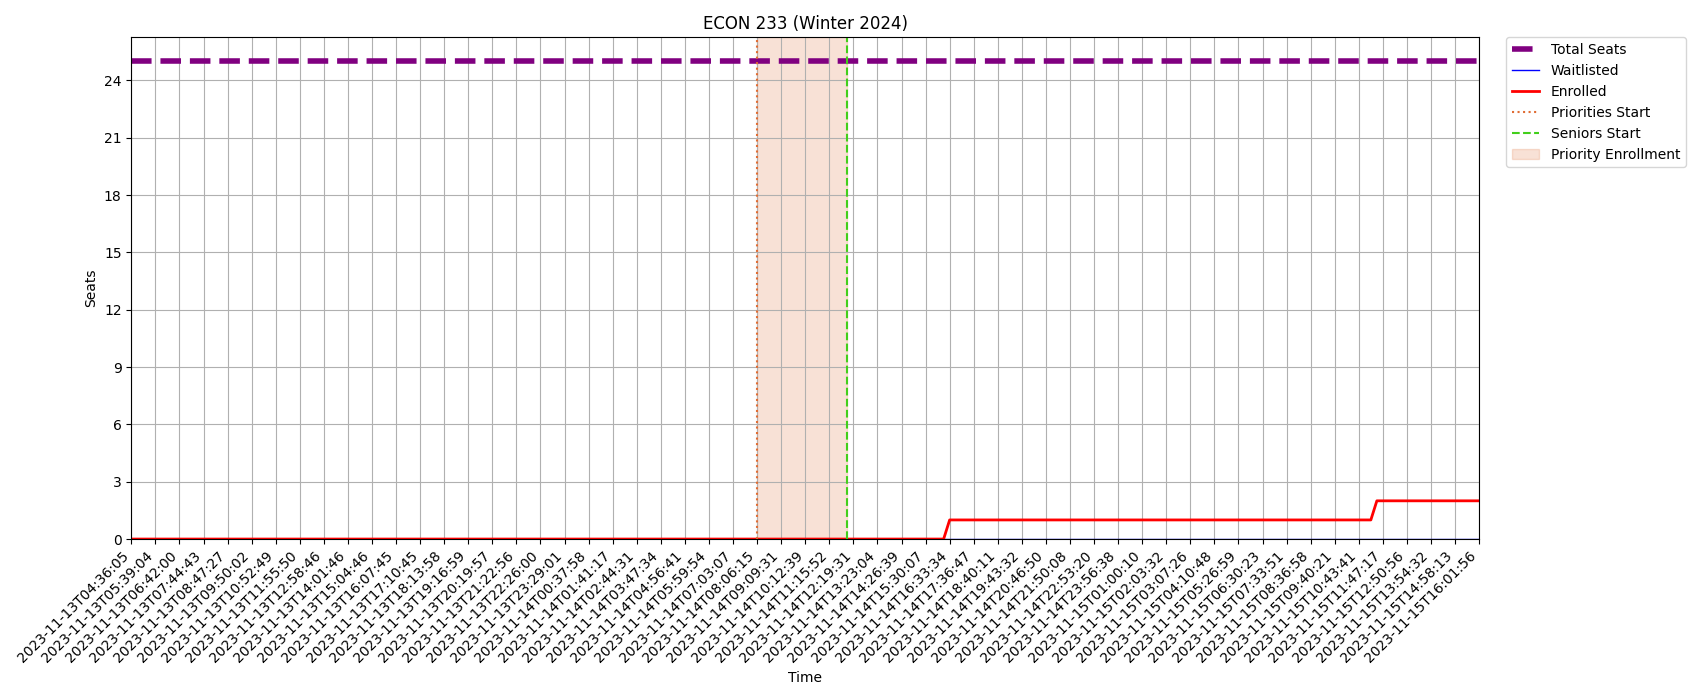 ECON 233 (Winter 2024)
Total Seats
Waitlisted
Enrolled
Priorities Start
Seniors Start
Priority Enrollment
Seats
24
21
18
15
12
9
6
3
0
2023-11-13T04:36:05
2023-11-13T05:39:04
2023-11-13T06:42:00
2023-11-13T07:44:43
2023-11-13T08:47:27
2023-11-13T09:50:02
2023-11-13T10:52:49
2023-11-13T11:55:50
2023-11-13T12:58:46
2023-11-13T14:01:46
2023-11-13T15:04:46
2023-11-13T16:07:45
2023-11-13T17:10:45
2023-11-13T18:13:58
2023-11-13T19:16:59
2023-11-13T20:19:57
2023-11-13T21:22:56
2023-11-13T22:26:00
2023-11-13T23:29:01
2023-11-14T00:37:58
2023-11-14T01:41:17
2023-11-14T02:44:31
2023-11-14T03:47:34
2023-11-14T04:56:41
2023-11-14T05:59:54
2023-11-14T07:03:07
2023-11-14T08:06:15
2023-11-14T09:09:31
2023-11-14T10:12:39
2023-11-14T11:15:52
2023-11-14T12:19:31
2023-11-14T13:23:04
2023-11-14T14:26:39
2023-11-14T15:30:07
2023-11-14T16:33:34
2023-11-14T17:36:47
2023-11-14T18:40:11
2023-11-14T19:43:32
2023-11-14T20:46:50
2023-11-14T21:50:08
2023-11-14T22:53:20
2023-11-14T23:56:38
2023-11-15T01:00:10
2023-11-15T02:03:32
2023-11-15T03:07:26
2023-11-15T04:10:48
2023-11-15T05:26:59
2023-11-15T06:30:23
2023-11-15T07:33:51
2023-11-15T08:36:58
2023-11-15T09:40:21
2023-11-15T10:43:41
2023-11-15T11:47:17
2023-11-15T12:50:56
2023-11-15T13:54:32
2023-11-15T14:58:13
2023-11-15T16:01:56
Time